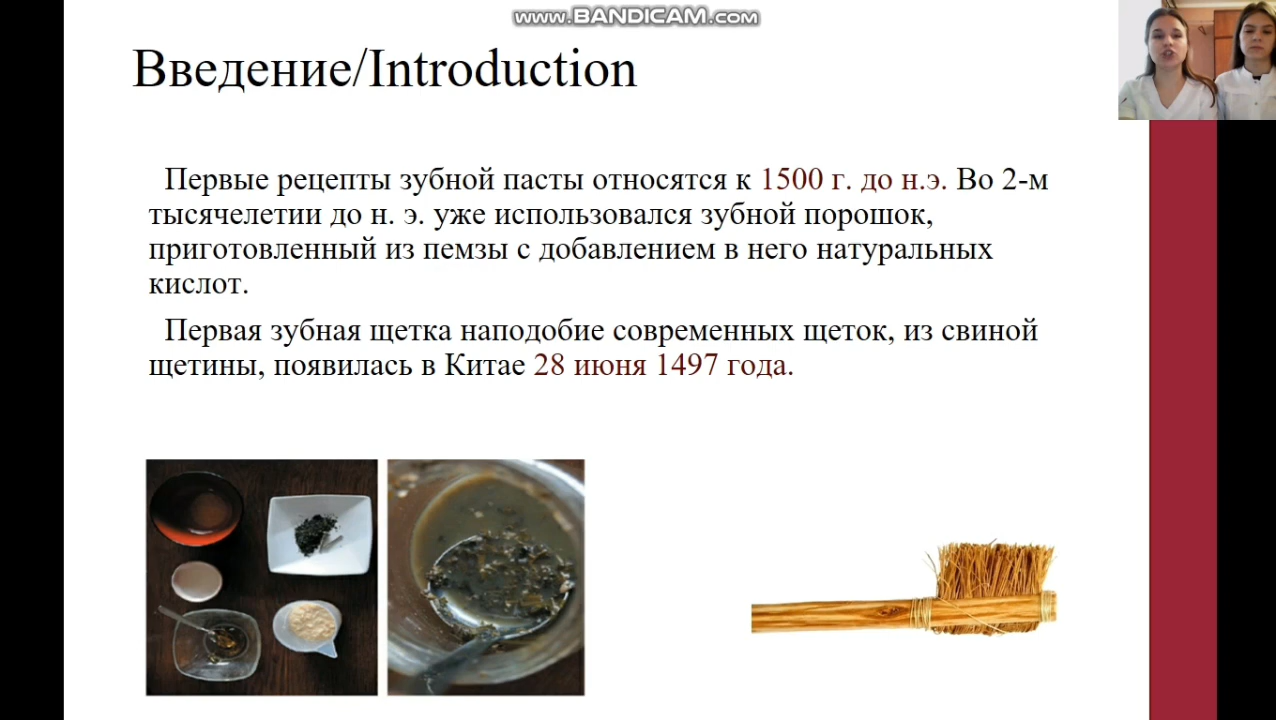 www.BANDICAM.com
Введение/Introduction
Первые рецепты зубной пасты относятся к 1500 г. до н.э. Во 2-м
тысячелетии до н. э. уже использовался зубной порошок,
приготовленный из пемзы с добавлением в него натуральных
кислот.
Первая зубная щетка наподобие современных щеток, из свиной
щетины, появилась в Китае 28 июня 1497 года.